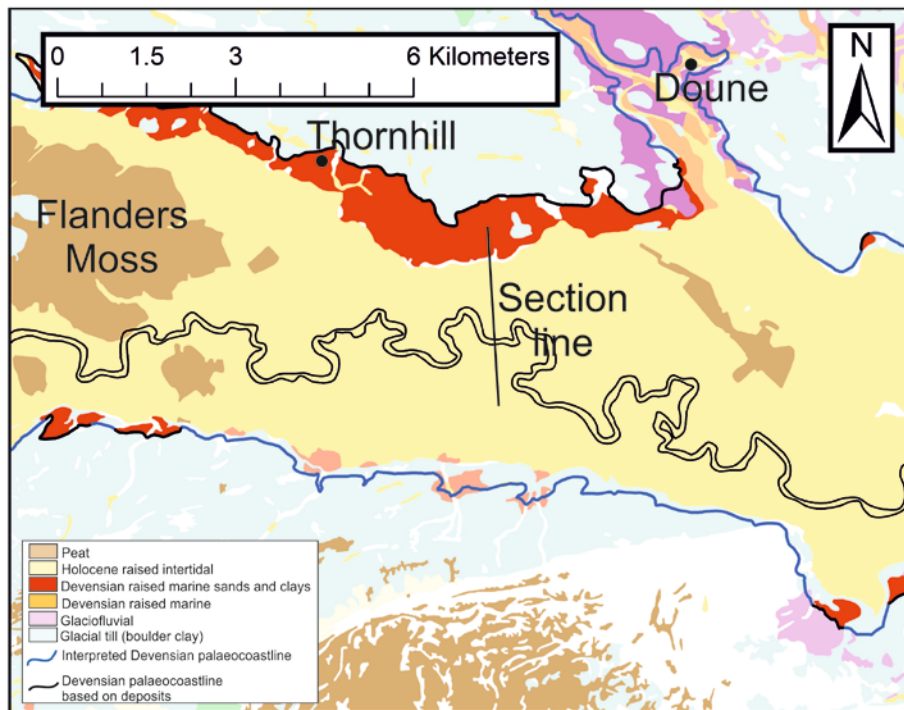 0 1.5 3 6 Kilometers
N
Doune
Thornhill
Flanders
Moss
Section
line
Peat
Holocene raised intertidal
Devensian raised marine sands and clays
Devensian raised marine
Glaciofluvial
Glacial till (boulder clay)
Interpreted Devensian palaeocoastline
Devensian palaeocoastline
based on deposits